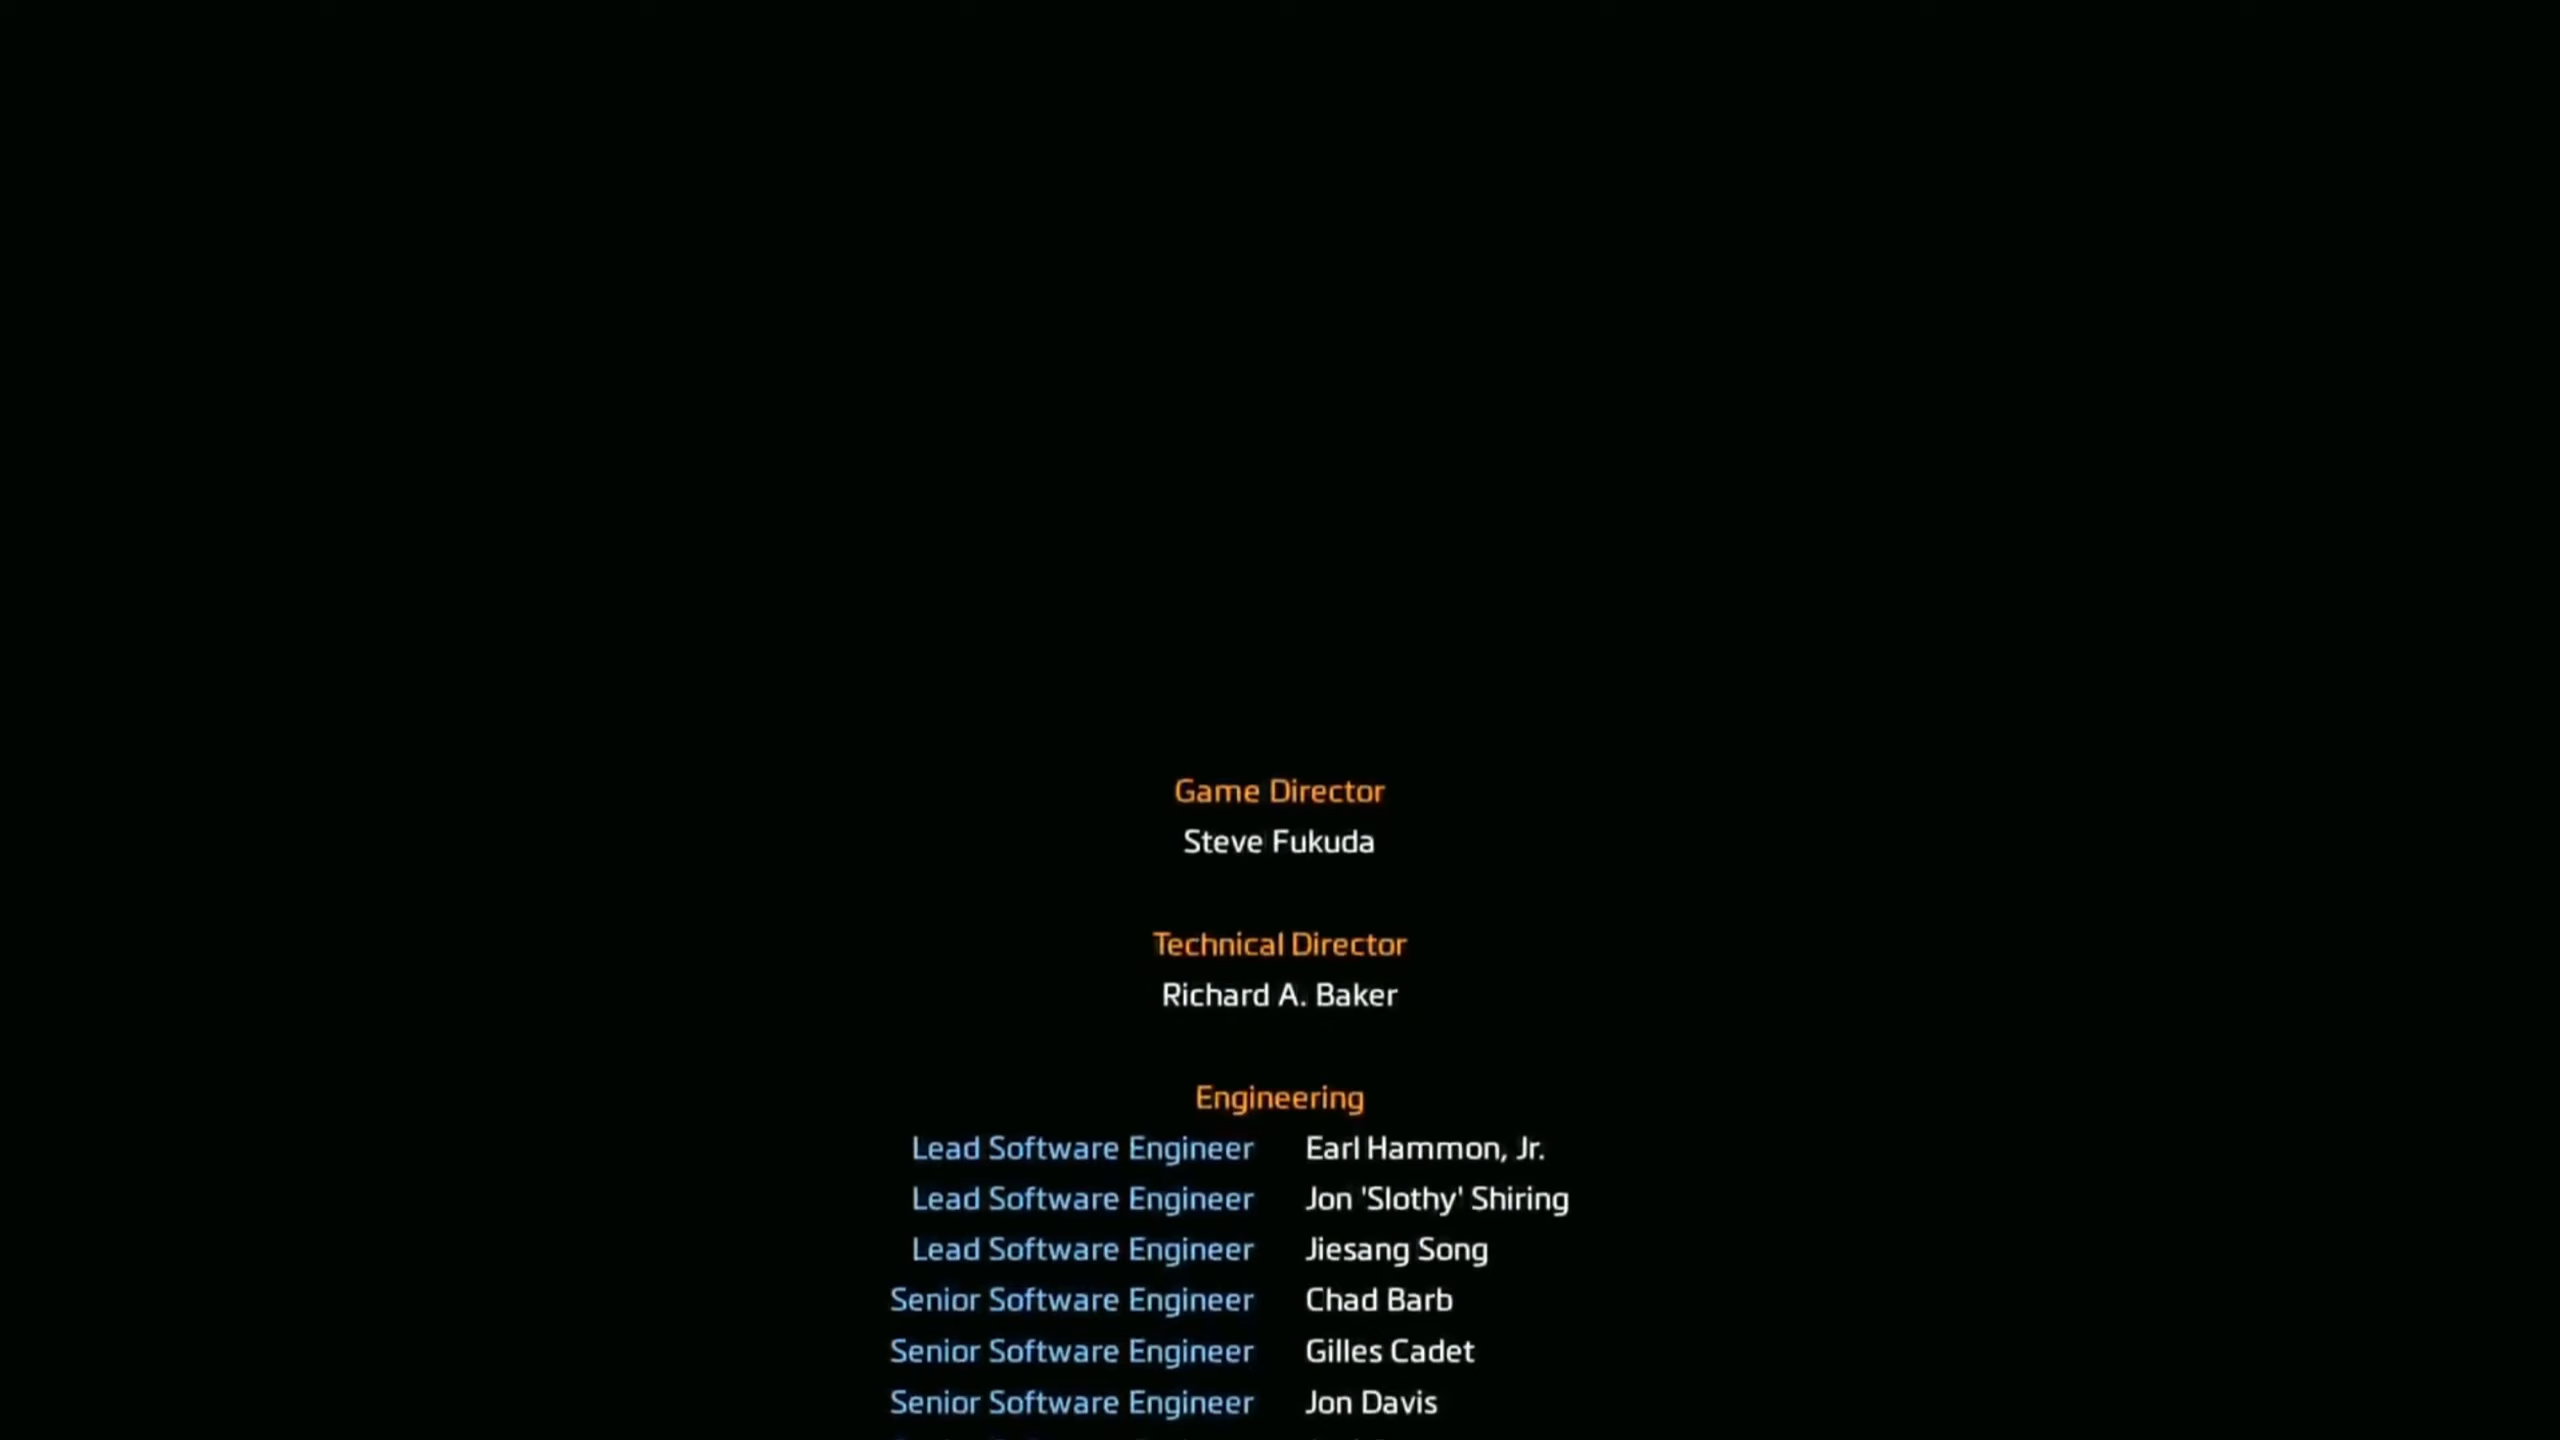 Game Director
Steve Fukuda
Technical Director
Richard A. Baker
Engineering
Lead Software Engineer Earl Hammon, Jr.
Lead Software Engineer Jon 'Slothy' Shiring
Lead Software Engineer Jiesang Song
Senior Software Engineer Chad Barb
Senior Software Engineer Gilles Cadet
Senior Software Engineer Jon Davis